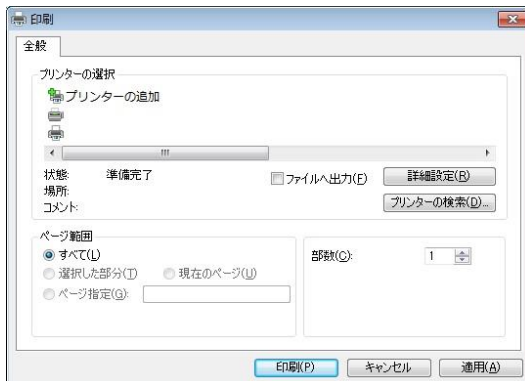 印刷
全般
プリンターの選択
プリンターの追加
状態: 準備完了
場所:
コメント:
ファイルへ出力(F)
詳細設定(R)
プリンターの検索(D)...
ページ範囲
すべて(L)
選択した部分(T) 現在のページ(U)
ページ指定(G):
部数(C): 1
印刷(P) キャンセル 適用(A)